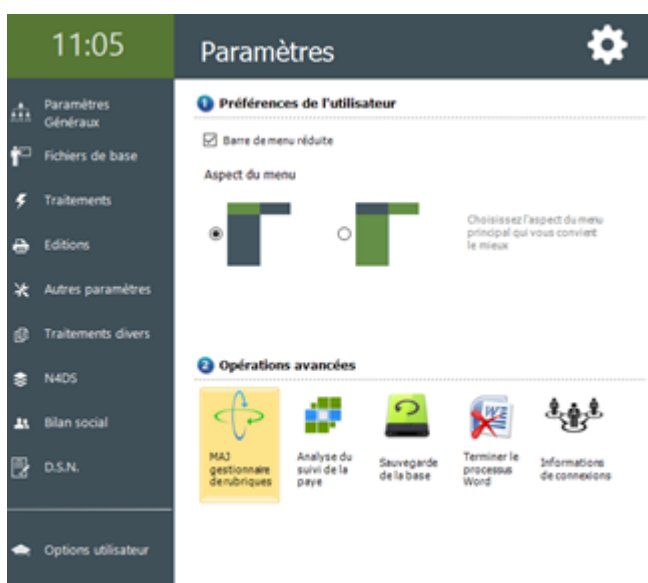 11:05
Paramètres
Paramètres
Généraux
Fichiers de base
Traitements
Editions
Autres paramètres
Traitements divers
N4DS
Bilan social
D.S.N.
Options utilisateur
1 Préférences de l'utilisateur
Barre de menu réduite
Aspect du menu
Choisissez l'aspect du menu
principal qui vous convient
le mieux
2 Opérations avancées
MAJ
gestionnaire
de rubriques
Analyse du
suivi de la
paye
Sauvegarde
de la base
W
Terminer le
processus
Word
Informations
de connexions